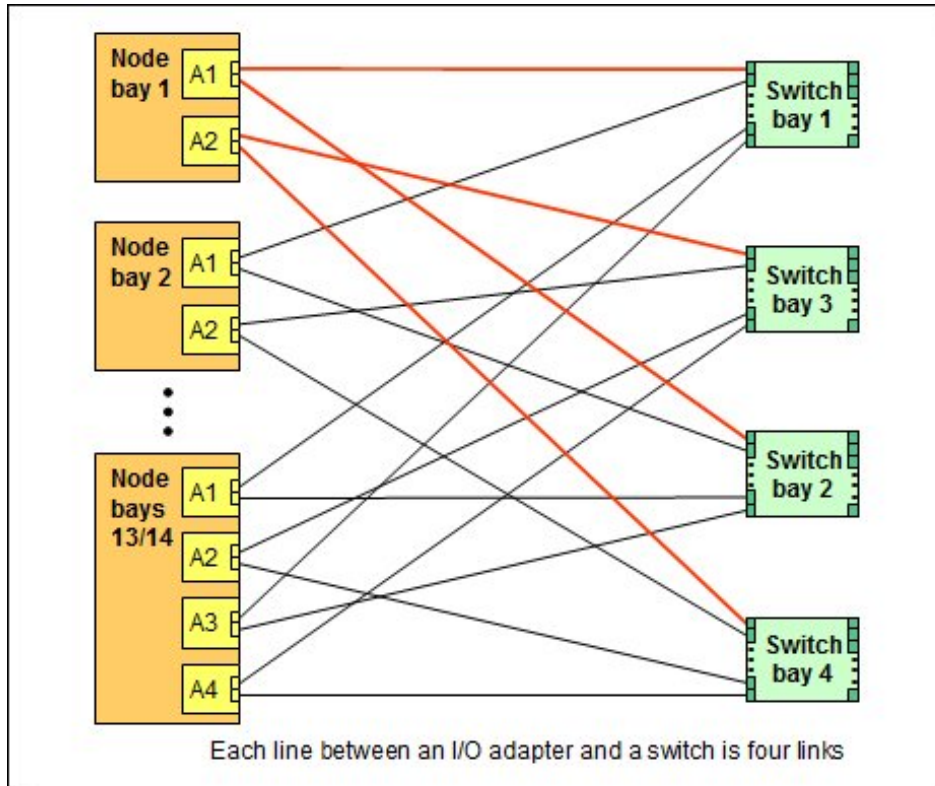 Node
bay 1
A1
A2
Node
bay 2
A1
A2
Node
bays
13/14
A1
A2
A3
A4
Switch
bay 1
Switch
bay 3
Switch
bay 2
Switch
bay 4
Each line between an I/O adapter and a switch is four links